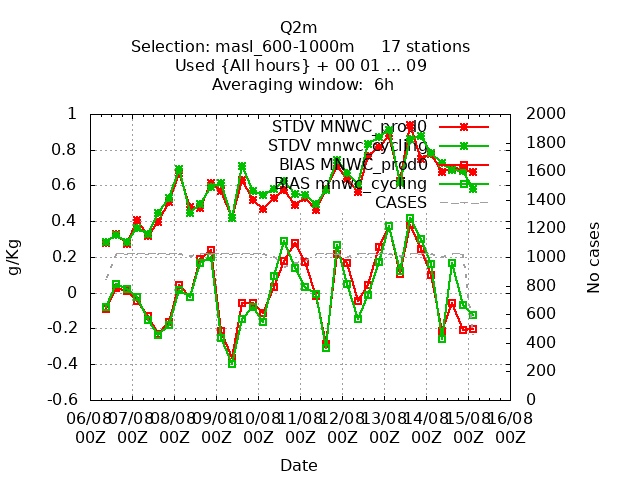 Q2m
Selection: masl_600-1000m 17 stations
Used {All hours} + 00 01 ... 09
Averaging window: 6h
STDV MNWC_prod0
STDV mnwc_cycling
BIAS MNWC_prod0
BIAS mnwc_cycling
CASES
1
0.8
0.6
0.4
0.2
0
-0.2
-0.4
-0.6
g/Kg
2000
1800
1600
1400
1200
1000
800
600
400
200
0
No cases
06/08 07/08 08/08 09/08 10/08 11/08 12/08 13/08 14/08 15/08 16/08
00Z 00Z 00Z 00Z 00Z 00Z 00Z 00Z 00Z 00Z 00Z
Date